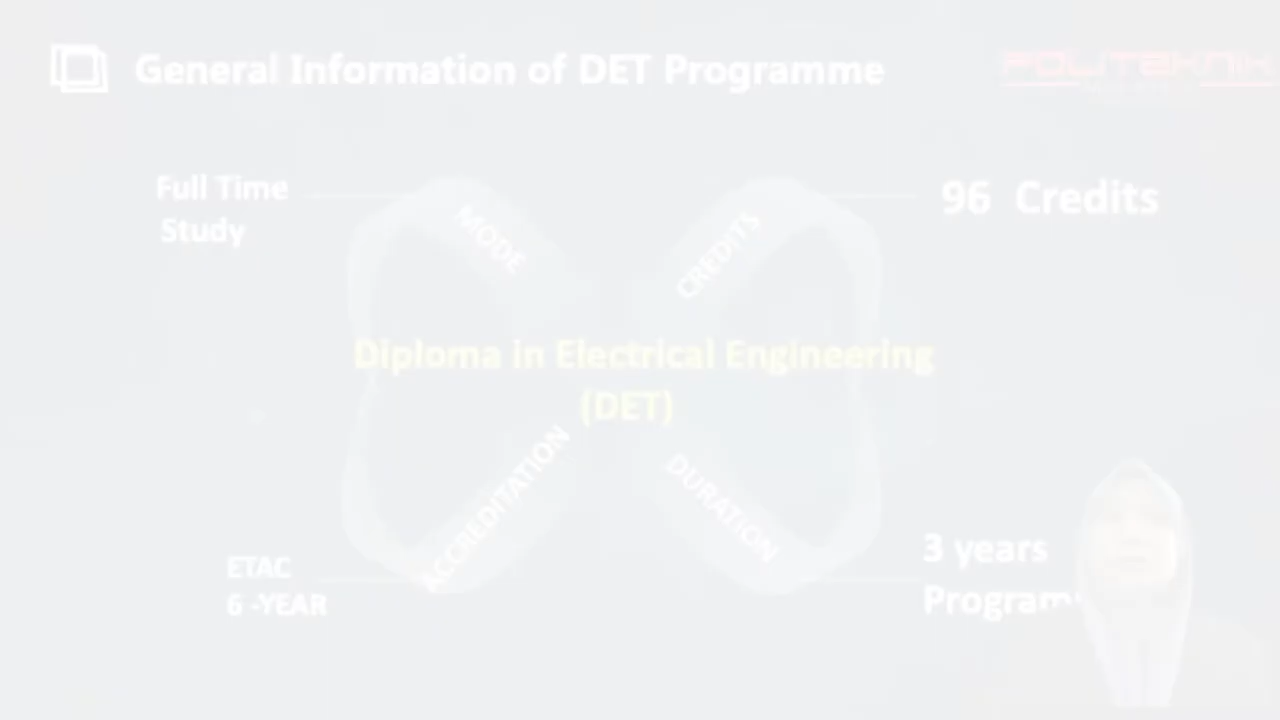 General Information of DET Programme
POLITEKNIK
Full Time
Study
MODE
CREDITS
96 Credits
Diploma in Electrical Engineering
(DET)
ACCREDITATION
DURATION
ETAC
6 -YEAR
3 years